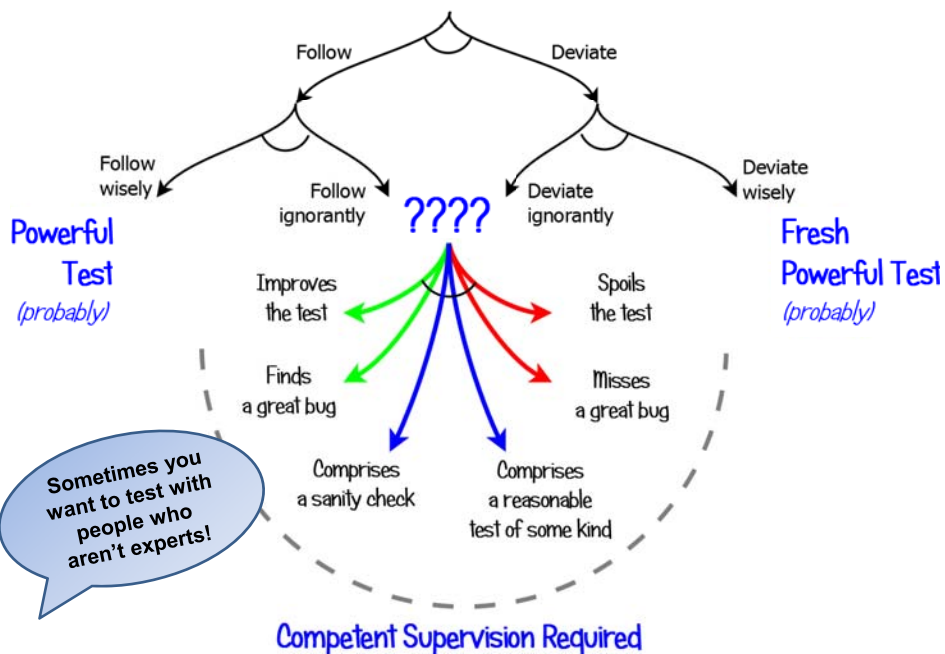 Follow
Deviate
Follow
wisely
Follow
ignorantly
Deviate
ignorantly
Deviate
wisely
????
Powerful
Test
(probably)
Fresh
Powerful Test
(probably)
Improves
the test
Spoils
the test
Finds
a great bug
Misses
a great bug
Comprises
a sanity check
Comprises
a reasonable
test of some kind
Sometimes you
want to test with
people who
aren't experts!
Competent Supervision Required